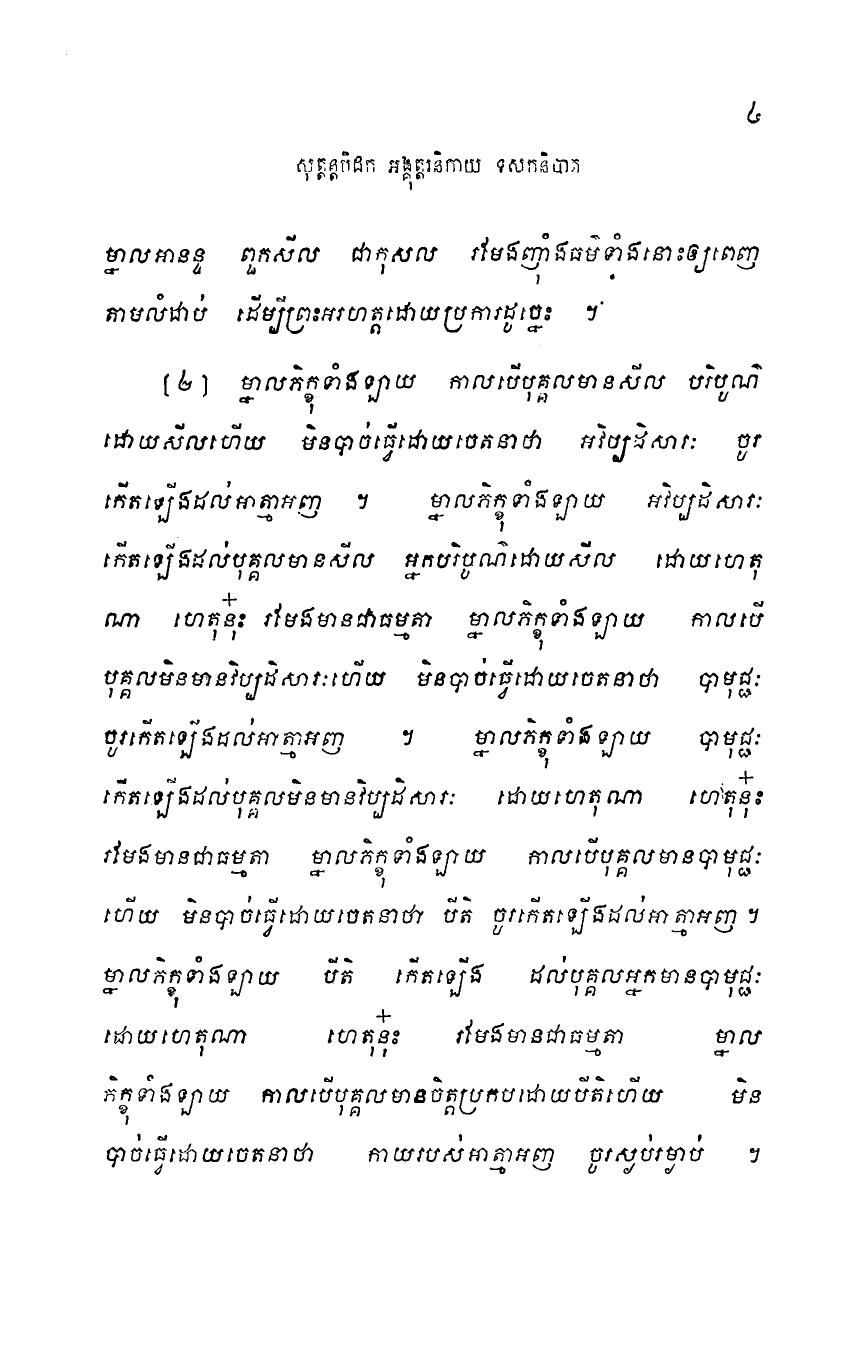 ៤
សុត្តន្តបិដក អង្គុត្តរនិកាយ ទសកនិបាត
ម្នាលអានន្ទ ពួកសីល ជាកុសល រមែងញុំាងធម៌ទាំងនោះឲ្យពេញ
តាមលំដាប់ ដើម្បីព្រះអរហត្តដោយប្រការដូច្នេះ ។
(២) ម្នាលភិក្ខុទាំងឡាយ កាលបើបុគ្គលមានសីល បរិបូណ៌
ដោយសីលហើយ មិនបាច់ធ្វើដោយចេតនាថា អវិប្បដិសារៈ ចូរ
កើតឡើងដល់អាត្មាអញ ។ ម្នាលភិក្ខុទាំងឡាយ អវិប្បដិសារៈ
កើតឡើងដល់បុគ្គលមានសីល អ្នកបរិបូណ៌ដោយសីល ដោយហេតុ
ណា ហេតុនុ៎ះ រមែងមានជាធម្មតា ម្នាលភិក្ខុទាំងឡាយ កាលបើ
បុគ្គលមិនមានវិប្បដិសារៈហើយ មិនបាច់ធ្វើដោយចេតនាថា បាមុជ្ជៈ
ចូរកើតឡើងដល់អាត្មាអញ ។ ម្នាលភិក្ខុទាំងឡាយ បាមុជ្ជៈ
កើតឡើងដល់បុគ្គលមិនមានវិប្បដិសារៈ ដោយហេតុណា ហេតុនុ៎ះ
រមែងមានជាធម្មតា ម្នាលភិក្ខុទាំងឡាយ កាលបើបុគ្គលមានបាមុជ្ជៈ
ហើយ មិនបាច់ធ្វើដោយចេតនាថា បីតិ ចូរកើតឡើងដល់អាត្មាអញ ។
ម្នាលភិក្ខុទាំងឡាយ បីតិ កើតឡើង ដល់បុគ្គលអ្នកមានបាមុជ្ជៈ
ដោយហេតុណា ហេតុនុ៎ះ រមែងមានជាធម្មតា ម្នាល
ភិក្ខុទាំងឡាយ កាលបើបុគ្គលមានចិត្តប្រកបដោយបីតិហើយ មិន
បាច់ធ្វើដោយចេតនាថា កាយរបស់អាត្មាអញ ចូរស្ងប់រម្ងាប់ ។